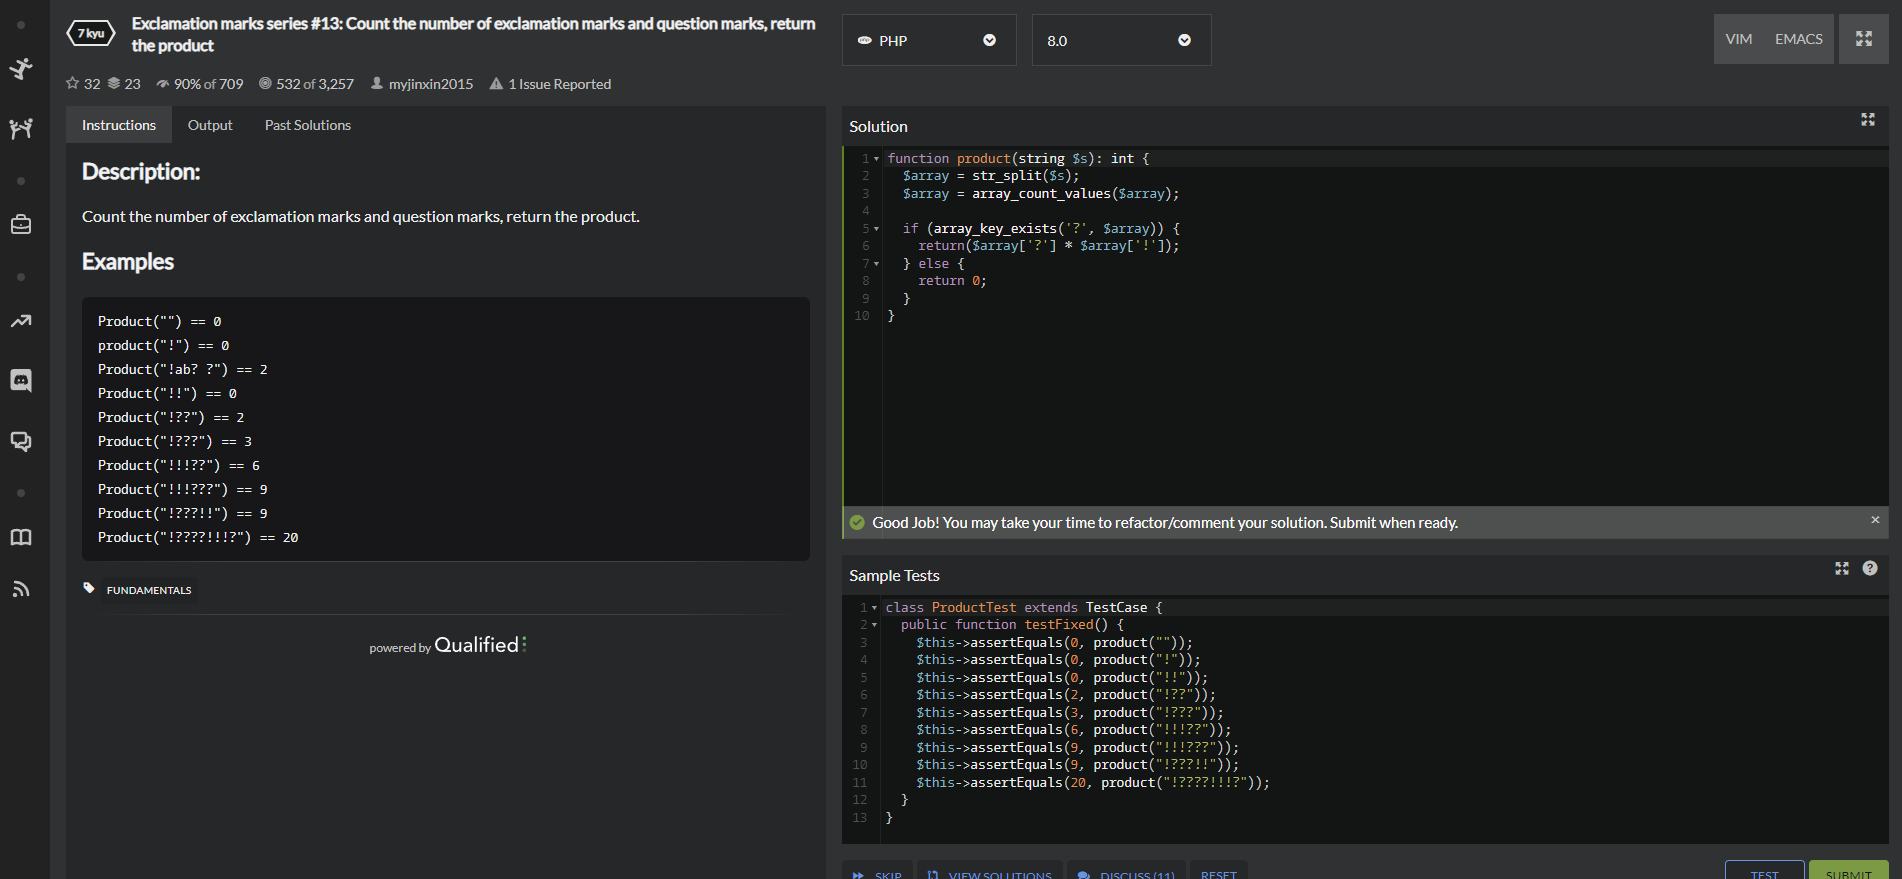 7 kyu
Exclamation marks series #13: Count the number of exclamation marks and question marks, return
the product
32 23 90% of 709 532 of 3,257 myjinxin2015 1 Issue Reported
PHP
8.0
VIM EMACS
Instructions Output Past Solutions
Description:
Count the number of exclamation marks and question marks, return the product.
Examples
Product("") == 0
product("!") == 0
Product("!ab? ?") == 2
Product("!!") == 0
Product("!??") == 2
Product("!???") == 3
Product("!!!??") == 6
Product("!!!???") == 9
Product("!???!!") == 9
Product("!????!!!?") == 20
FUNDAMENTALS
powered by Qualified
Solution
1 function product(string $s): int {
2 $array = str_split($s);
3 $array = array_count_values($array);
4
5 if (array_key_exists('?', $array)) {
6 return($array['?'] * $array['!']);
7 } else {
8 return 0;
9 }
10 }
Good Job! You may take your time to refactor/comment your solution. Submit when ready.
Sample Tests
1 class ProductTest extends TestCase {
2 public function testFixed() {
3 $this->assertEquals(0, product(""));
4 $this->assertEquals(0, product("!"));
5 $this->assertEquals(0, product("!!"));
6 $this->assertEquals(2, product("!??"));
7 $this->assertEquals(3, product("!???"));
8 $this->assertEquals(6, product("!!!??"));
9 $this->assertEquals(9, product("!!!???"));
10 $this->assertEquals(9, product("!???!!"));
11 $this->assertEquals(20, product("!????!!!?"));
12 }
13 }
SKIP VIEW SOLUTIONS DISCUSS (11) RESET TEST SUBMIT